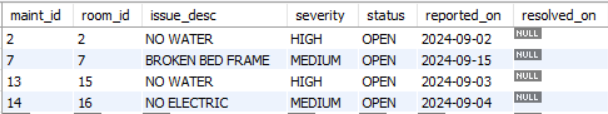 maint_id room_id issue_desc severity status reported_on resolved_on
2 2 NO WATER HIGH OPEN 2024-09-02 NULL
7 7 BROKEN BED FRAME MEDIUM OPEN 2024-09-15 NULL
13 15 NO WATER HIGH OPEN 2024-09-03 NULL
14 16 NO ELECTRIC MEDIUM OPEN 2024-09-04 NULL